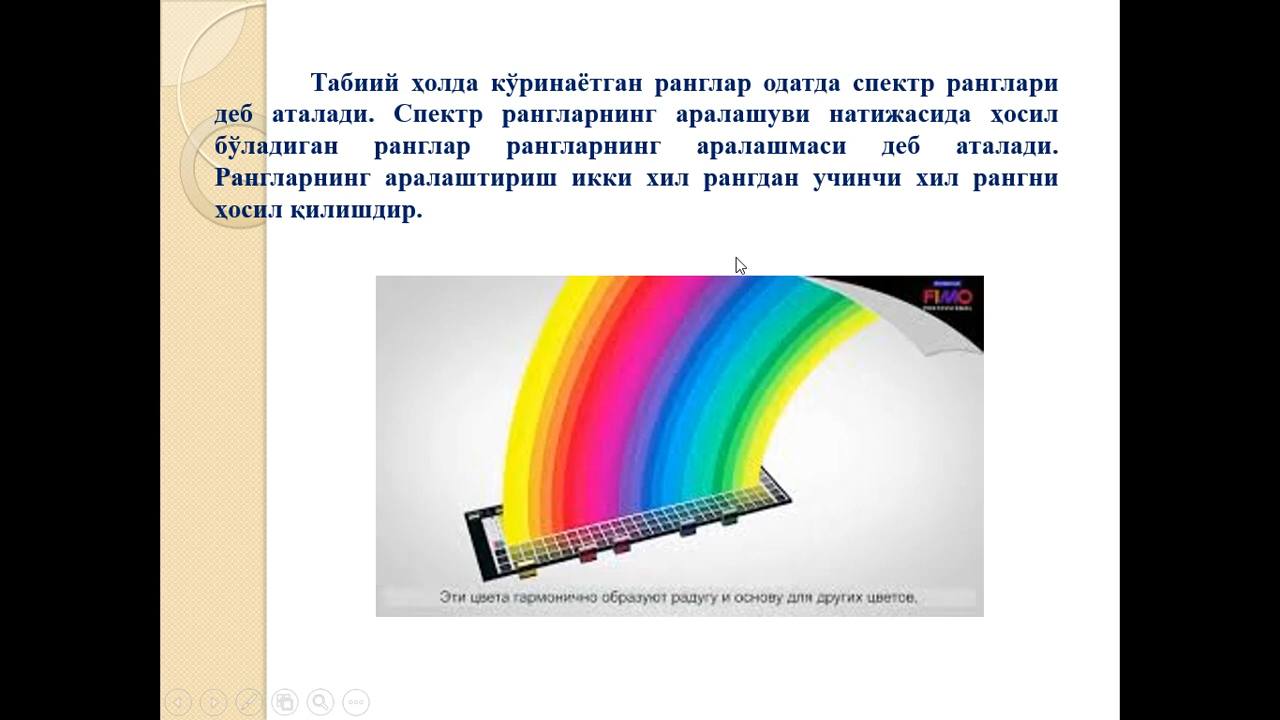 Табиий ҳолда кўринаётган ранглар одатда спектр ранглари
деб аталади. Спектр рангларнинг аралашуви натижасида ҳосил
бўладиган ранглар рангларнинг аралашмаси деб аталади.
Рангларнинг аралаштириш икки хил рангдан учинчи хил рангни
ҳосил қилишдир.
FIMO
Эти цвета гармонично образуют радугу и основу для других цветов,